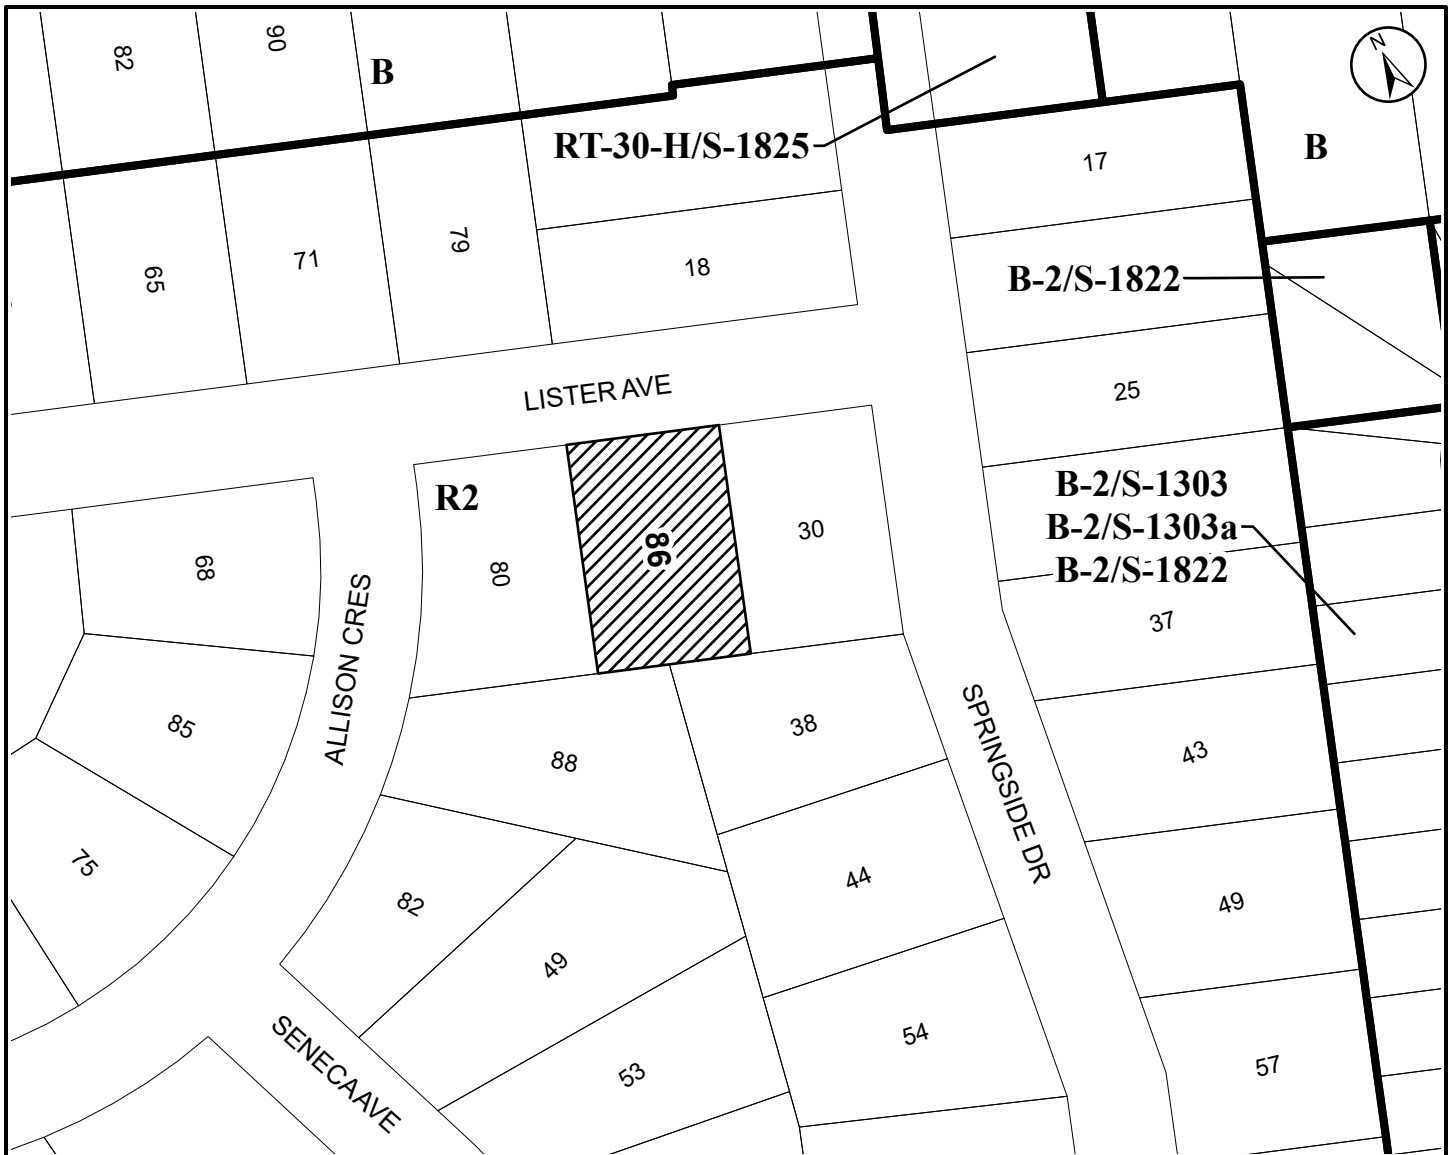 82
90
B
N
RT-30-H/S-1825
17
B
65
71
79
18
B-2/S-1822
25
LISTER AVE
R2
B-2/S-1303
B-2/S-1303a
B-2/S-1822
68
80
86
30
37
ALLISON CRES
85
88
38
SPRINGSIDE DR
43
75
82
49
44
49
SENECA AVE
53
54
57